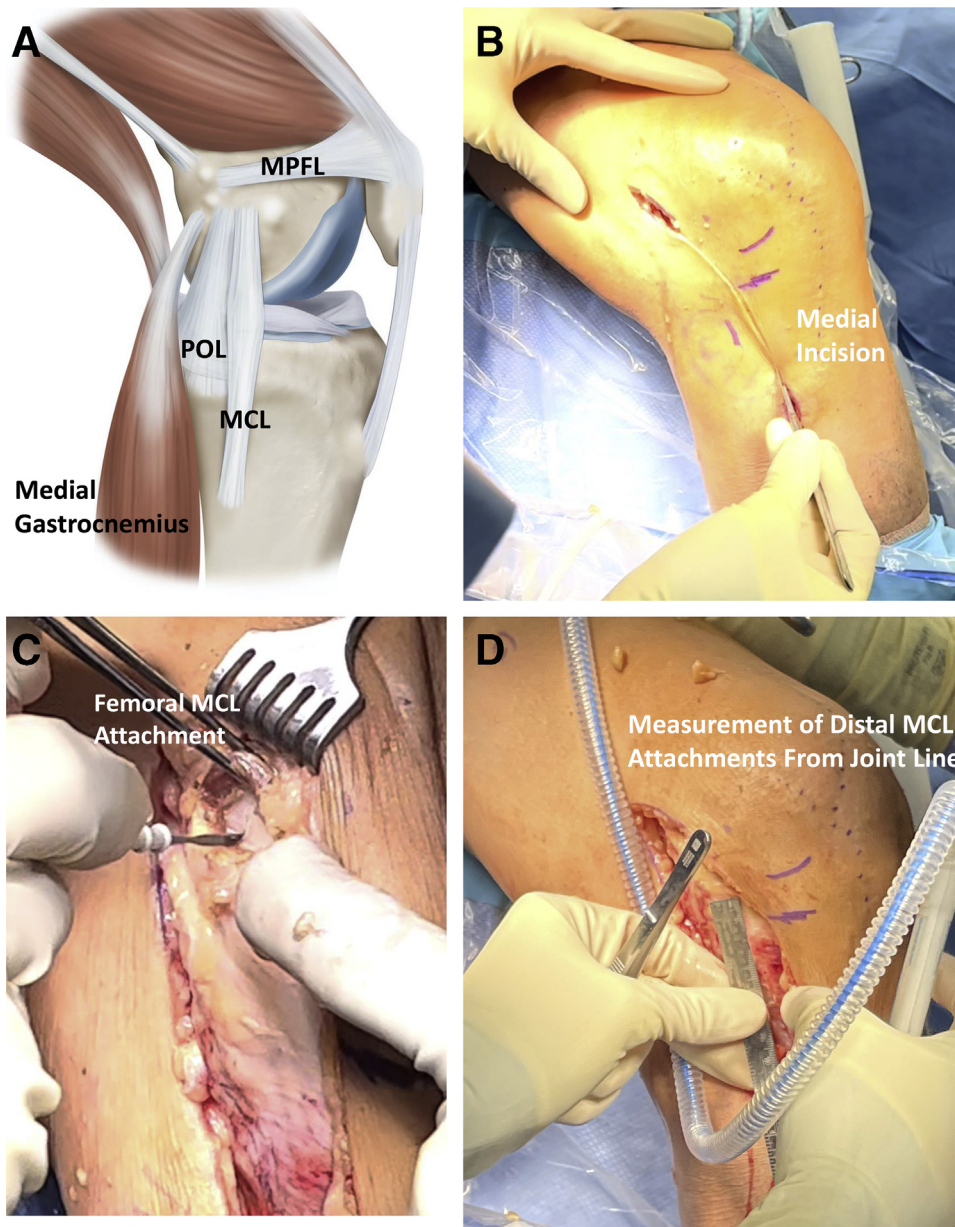 A
MPFL
POL
MCL
Medial
Gastrocnemius
B
Medial
Incision
C
Femoral MCL
Attachment
D
Measurement of Distal MCL
Attachments From Joint Line